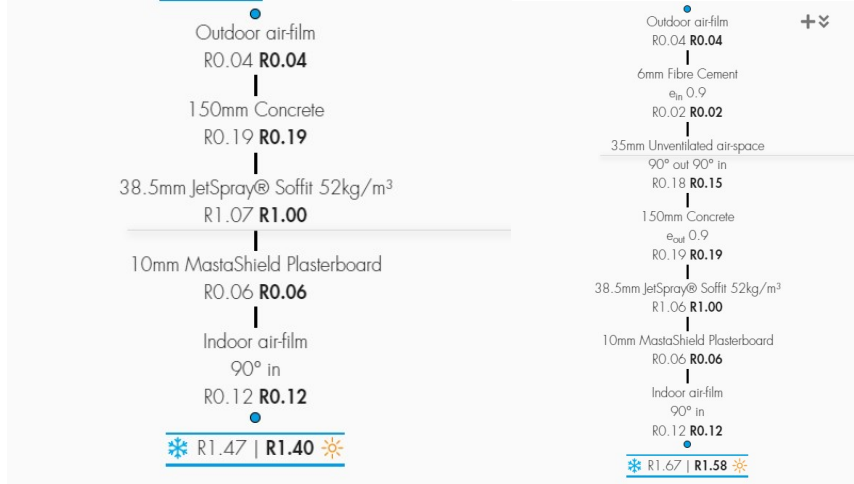 Outdoor air-film
R0.04 R0.04
150mm Concrete
R0.19 R0.19
38.5mm JetSpray® Soffit 52kg/m³
R1.07 R1.00
10mm MastaShield Plasterboard
R0.06 R0.06
Indoor air-film
90° in
R0.12 R0.12
R1.47 | R1.40
Outdoor air-film
R0.04 R0.04
6mm Fibre Cement
e_in 0.9
R0.02 R0.02
35mm Unventilated air-space
90° out 90° in
R0.18 R0.15
150mm Concrete
e_out 0.9
R0.19 R0.19
38.5mm JetSpray® Soffit 52kg/m³
R1.06 R1.00
10mm MastaShield Plasterboard
R0.06 R0.06
Indoor air-film
90° in
R0.12 R0.12
R1.67 | R1.58